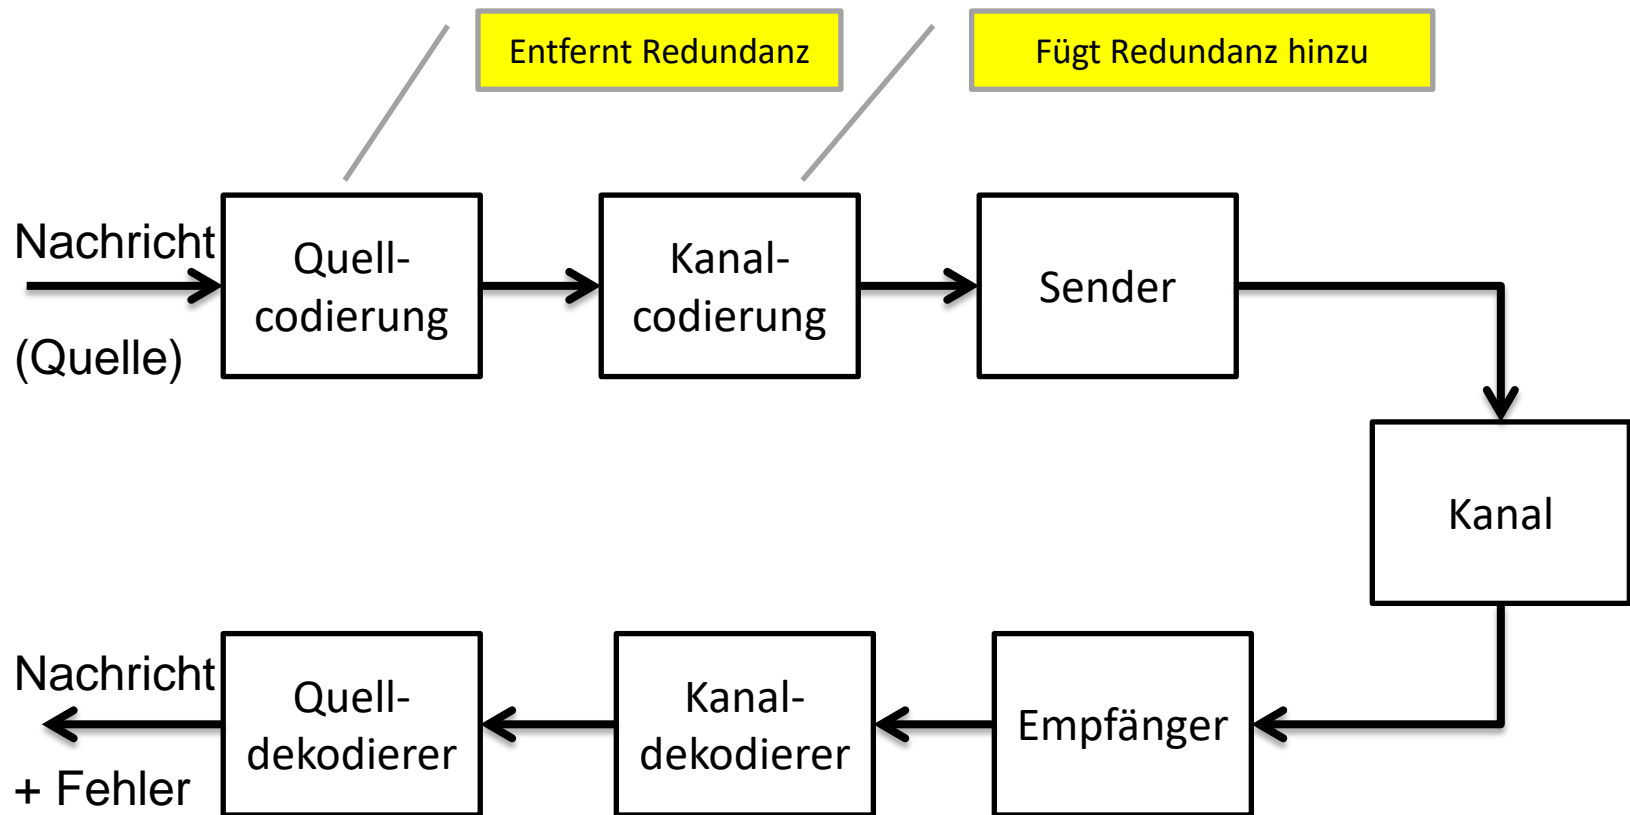 Entfernt Redundanz
Fügt Redundanz hinzu
Nachricht
(Quelle)
Quell-
codierung
Kanal-
codierung
Sender
Kanal
Nachricht
+ Fehler
Quell-
dekodierer
Kanal-
dekodierer
Empfänger